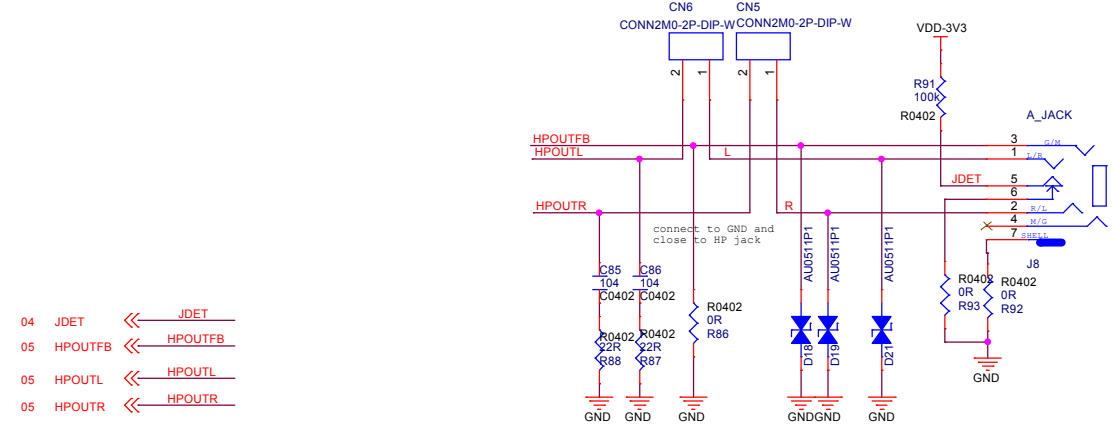 CN6
CN5
CONN2M0-2P-DIP-W
CONN2M0-2P-DIP-W
VDD-3V3
2
1
2
1
R91
100k
R0402
A_JACK
HPOUTFB
3
G/M
HPOUTL
L
1
L/R
JDET
5
6
HPOUTR
R
2
R/L
4
M/G
7
SHELL
connect to GND and
close to HP jack
AU0511P1
AU0511P1
AU0511P1
J8
C85
104
C0402
C86
104
C0402
R0402
0R
R93
R0402
0R
R92
R0402
0R
R86
R0402
22R
R88
R0402
22R
R87
D18
D19
D21
GND
GND
GND
GND
GND
GND
GND
04 JDET JDET
05 HPOUTFB HPOUTFB
05 HPOUTL HPOUTL
05 HPOUTR HPOUTR